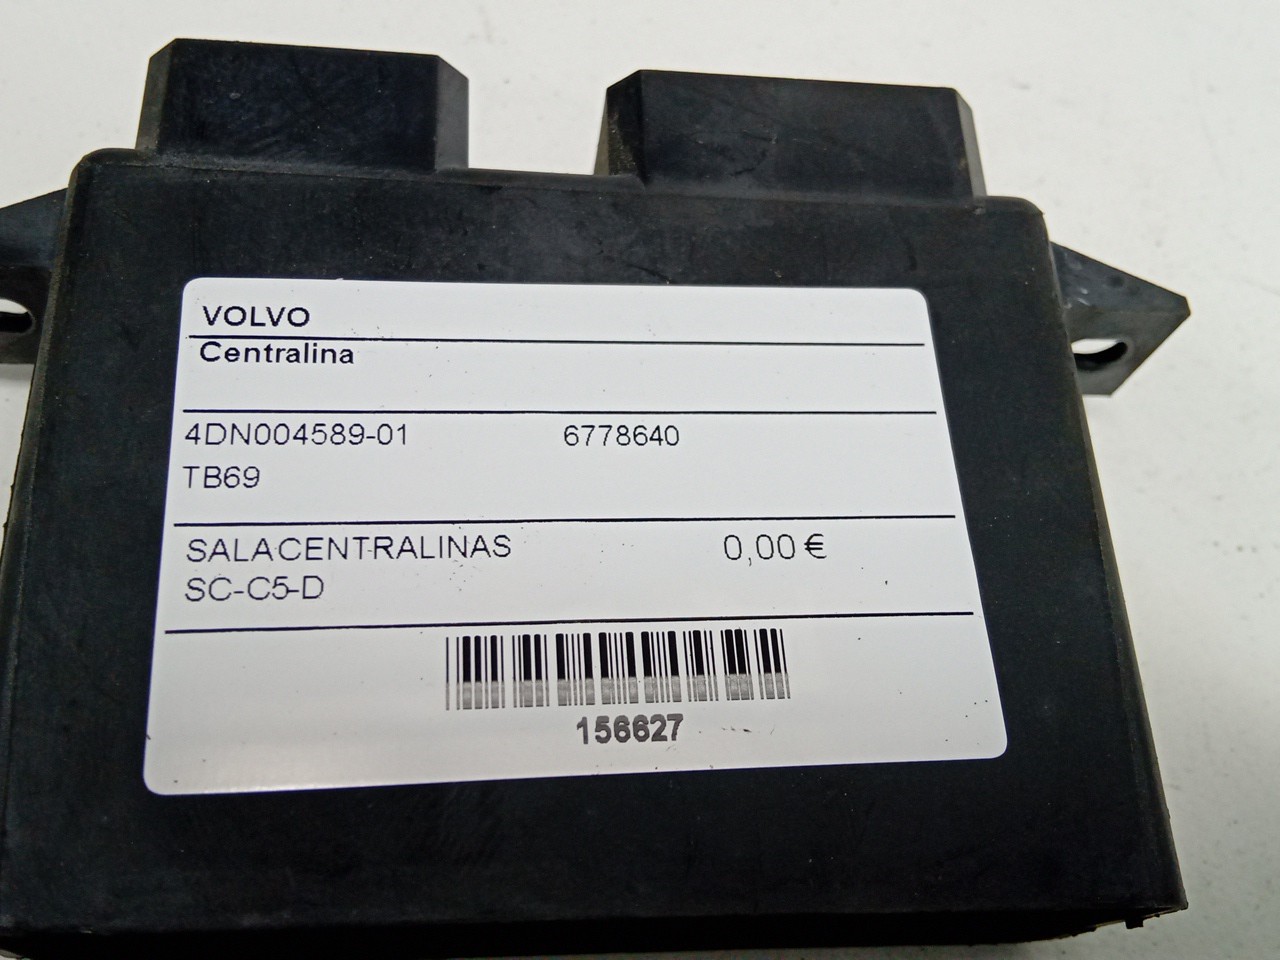 VOLVO
Centralina
4DN004589-01 6778640
TB69
SALACENTRALINAS 0,00 €
SC-C5-D
156627